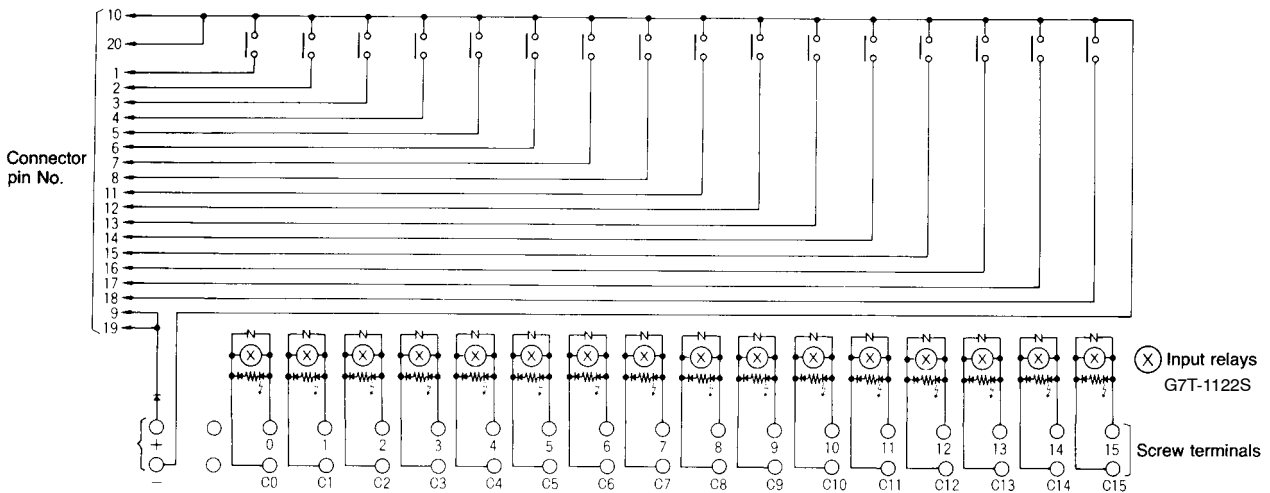 10
20
1
2
3
4
5
6
7
8
11
12
13
14
15
16
17
18
9
19
Connector
pin No.
X X X X X X X X X X X X X X X X
X Input relays
G7T-1122S
+
0 1 2 3 4 5 6 7 8 9 10 11 12 13 14 15
Screw terminals
−
C0 C1 C2 C3 C4 C5 C6 C7 C8 C9 C10 C11 C12 C13 C14 C15